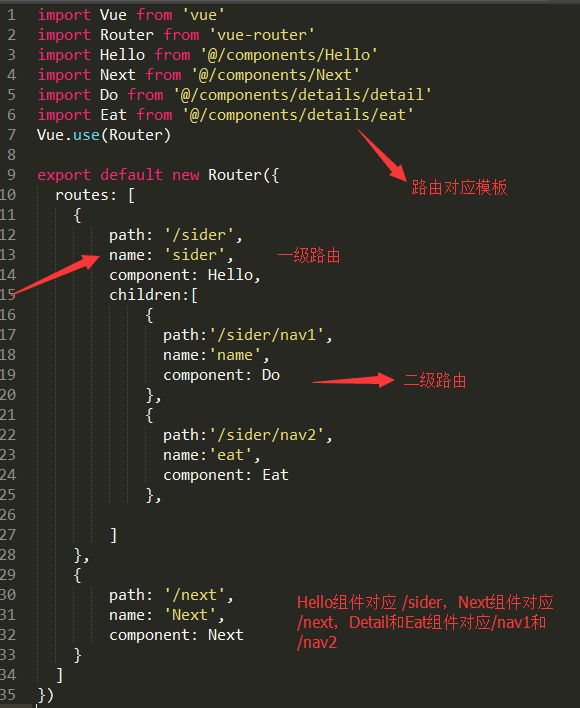 1 import Vue from 'vue'
2 import Router from 'vue-router'
3 import Hello from '@/components/Hello'
4 import Next from '@/components/Next'
5 import Do from '@/components/details/detail'
6 import Eat from '@/components/details/eat'
7 Vue.use(Router)
8
路由对应模板
9 export default new Router({
10 routes: [
11 {
12 path: '/sider',
13 name: 'sider', 一级路由
14 component: Hello,
15 children:[
16 {
17 path:'/sider/nav1',
18 name:'name',
19 component: Do 二级路由
20 },
21 {
22 path:'/sider/nav2',
23 name:'eat',
24 component: Eat
25 },
26
27 ]
28 },
29 {
30 path: '/next',
31 name: 'Next',
32 component: Next
33 }
34 ]
35 })
Hello组件对应 /sider，Next组件对应
/next，Detail和Eat组件对应/nav1和
/nav2